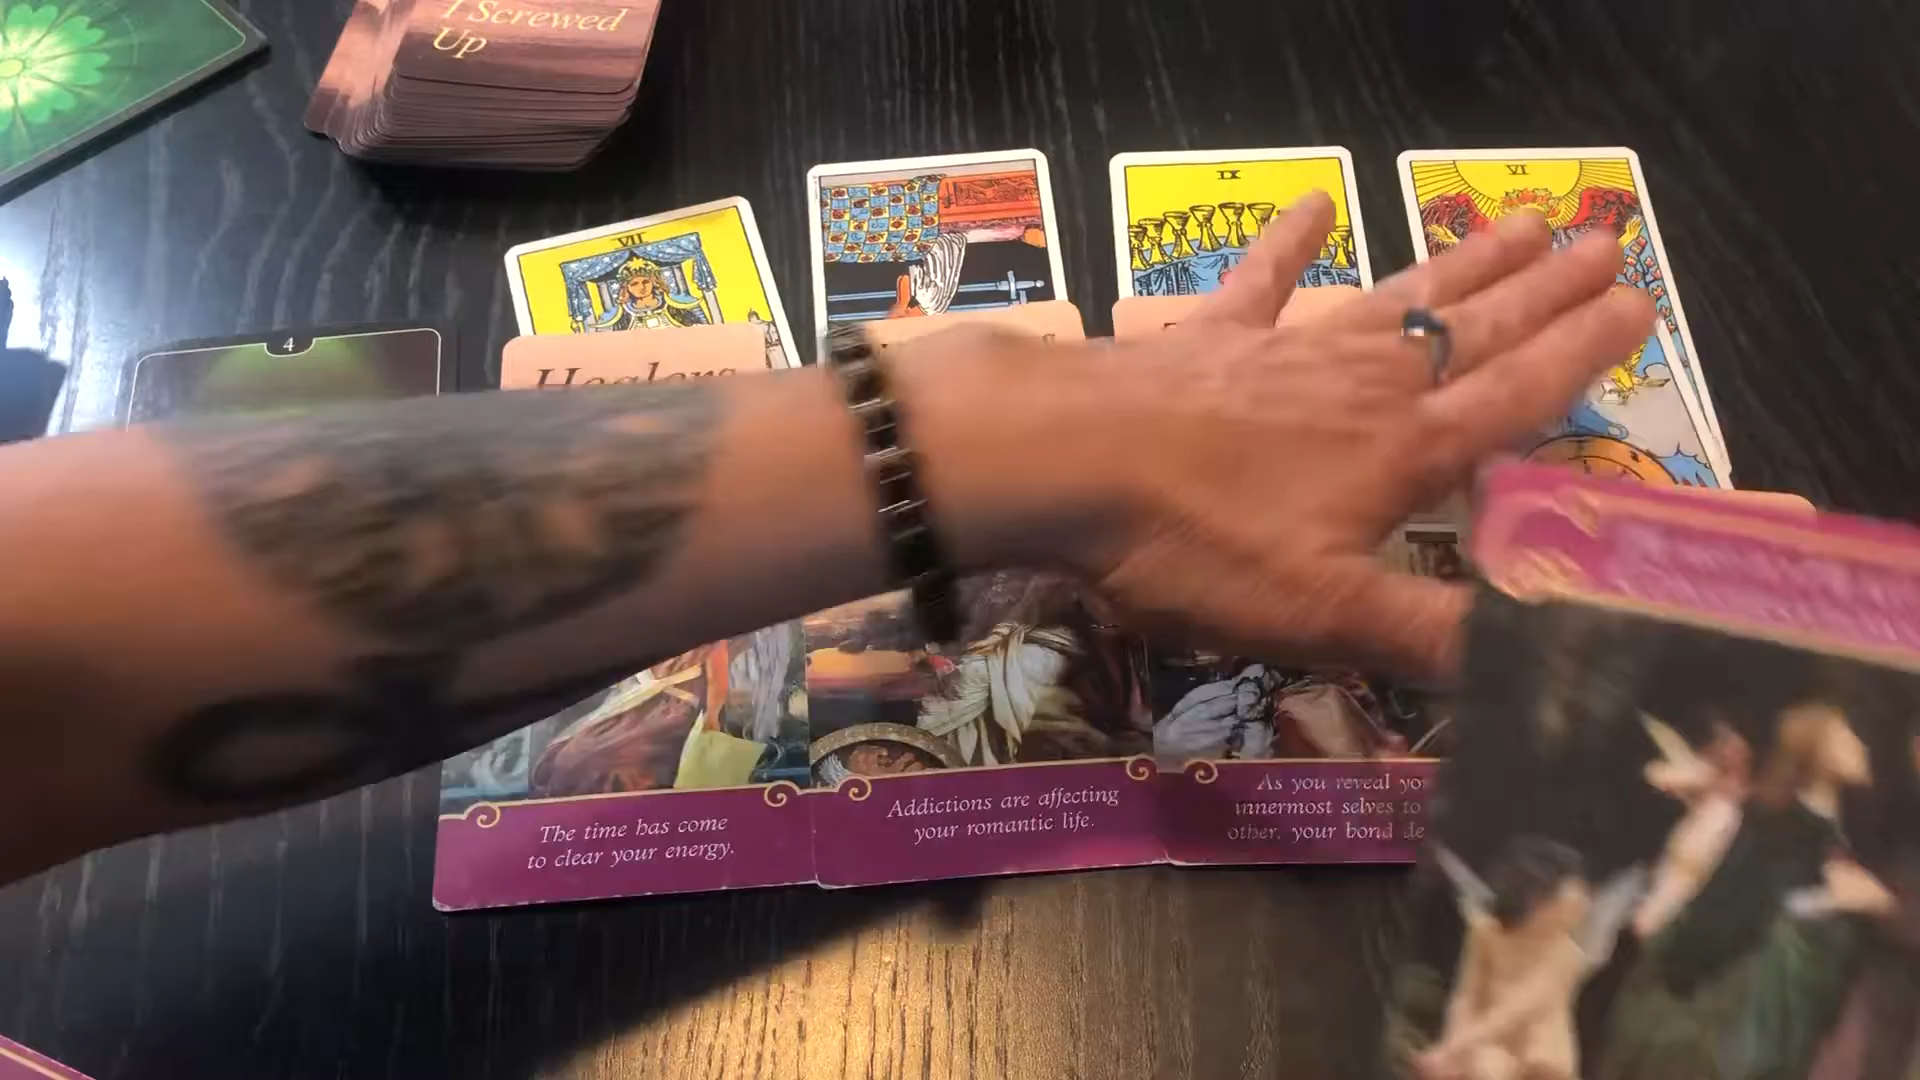 I Screwed
Up
IX
VI
VII
4
Healers
The time has come
to clear your energy.
Addictions are affecting
your romantic life.
As you reveal
innermost selves to
other, your bond